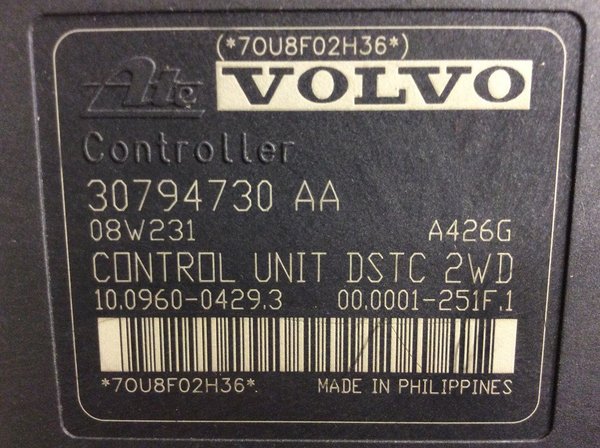 (*70U8F02H36*)
Ate VOLVO
Controller
30794730 AA
08W231 A426G
CONTROL UNIT DSTC 2WD
10.0960-0429.3 00.0001-251F.1
*70U8F02H36* MADE IN PHILIPPINES